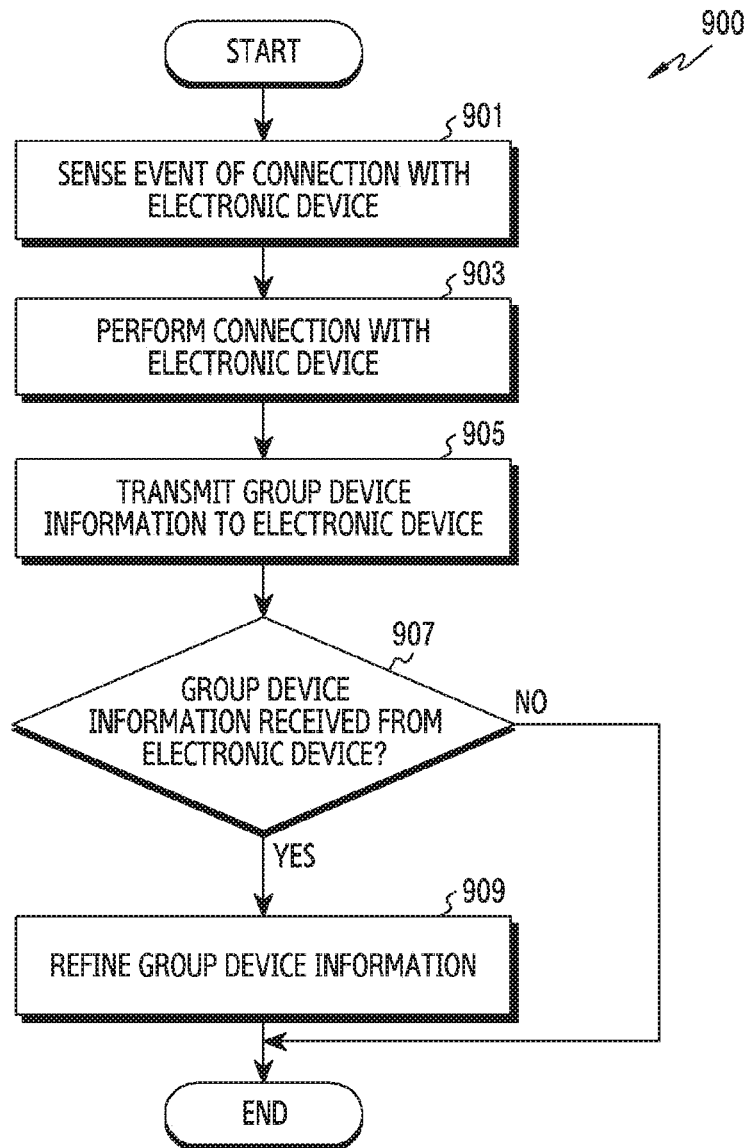 900
START
901
SENSE EVENT OF CONNECTION WITH
ELECTRONIC DEVICE
903
PERFORM CONNECTION WITH
ELECTRONIC DEVICE
905
TRANSMIT GROUP DEVICE
INFORMATION TO ELECTRONIC DEVICE
907
GROUP DEVICE
INFORMATION RECEIVED FROM
ELECTRONIC DEVICE?
NO
YES
909
REFINE GROUP DEVICE INFORMATION
END